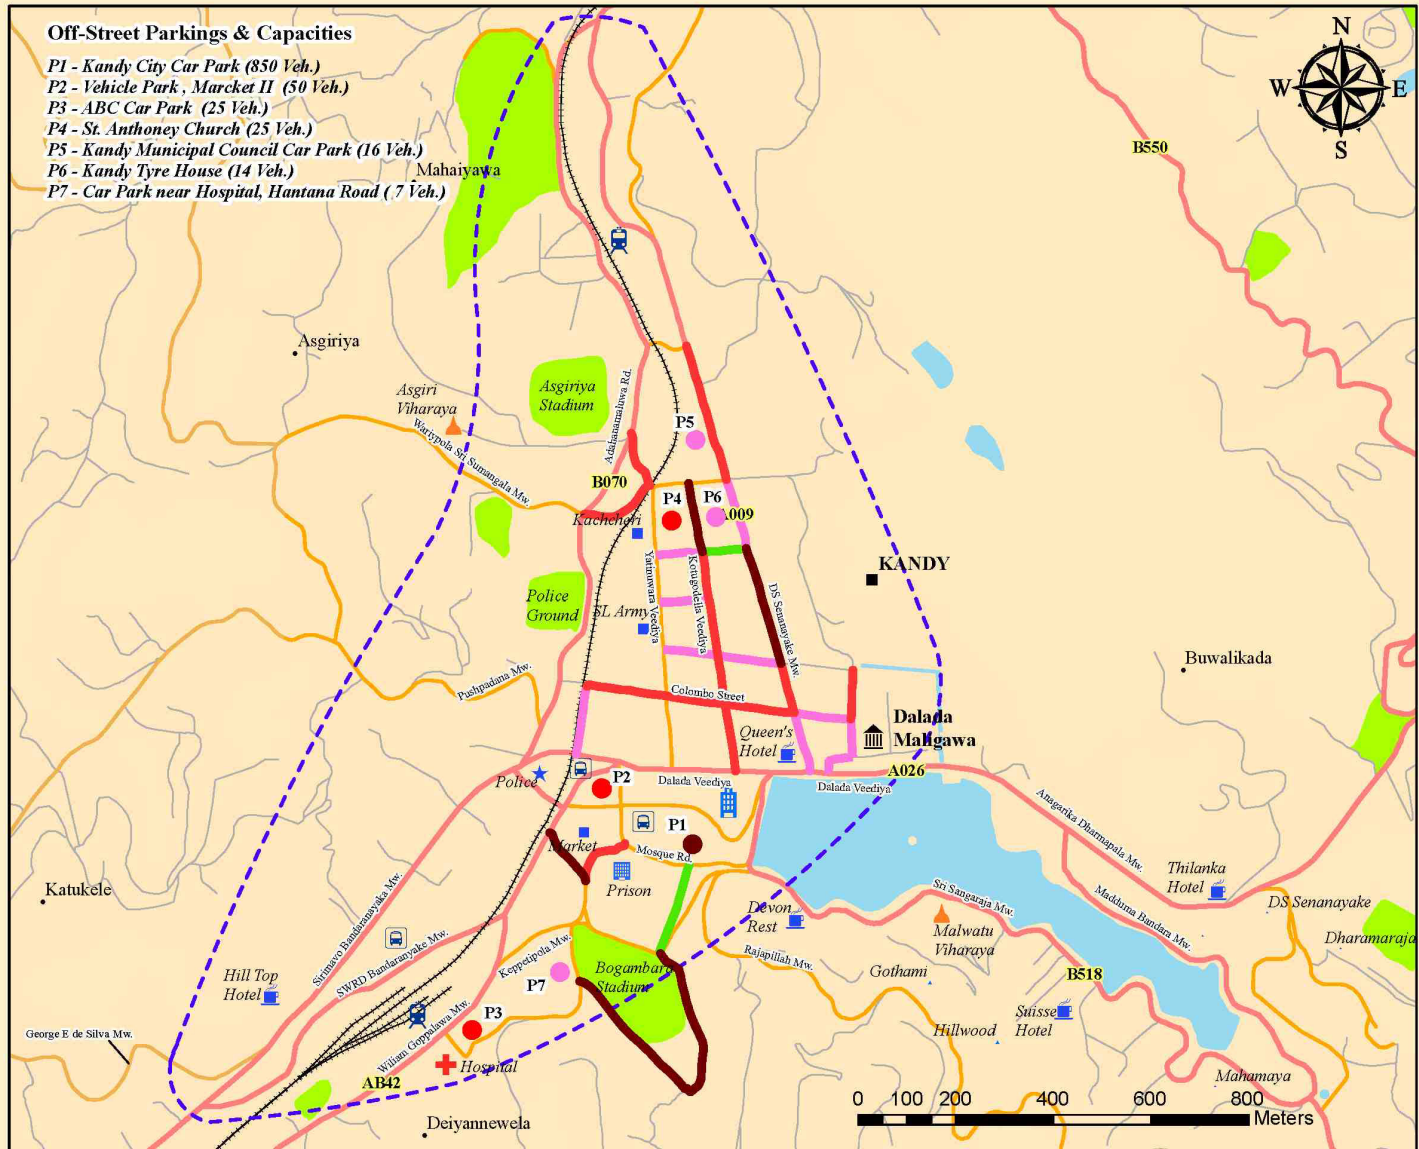 Off-Street Parkings & Capacities
P1 - Kandy City Car Park (850 Veh.)
P2 - Vehicle Park , Marcket II (50 Veh.)
P3 - ABC Car Park (25 Veh.)
P4 - St. Anthoney Church (25 Veh.)
P5 - Kandy Municipal Council Car Park (16 Veh.)
P6 - Kandy Tyre House (14 Veh.)
P7 - Car Park near Hospital, Hantana Road ( 7 Veh.)
N
W
E
S
B550
Mahaiyawa
Asgiriya
Asgiri
Viharaya
Asgiriya
Stadium
Adahanamaluwa Rd.
Wariypola Sri Sumangala Mw.
P5
B070
P4
P6
A009
Kachcheri
KANDY
Yatinuwara Veediya
Kotugodella Veediya
DS Senanayake Mw.
Police
Ground
SL Army
Buwalikada
Pushpadana Mw.
Colombo Street
Queen's
Hotel
Dalada
Maligawa
A026
Police
P2
Dalada Veediya
Dalada Veediya
Anagarika Dharmapala Mw.
P1
Market
Mosque Rd.
Prison
Katukele
Thilanka
Hotel
Sri Sangaraja Mw.
Madduma Bandara Mw.
DS Senanayake
Devon
Rest
Malwatu
Viharaya
Dharamaraja
Sirimavo Bandaranayaka Mw.
SWRD Bandaranyake Mw.
Keppetipola Mw.
Rajapillah Mw.
Hill Top
Hotel
Bogambara
Stadium
P7
Gothami
B518
P3
Suisse
Hotel
Hillwood
George E de Silva Mw.
Wiliam Goppalawa Mw.
Hospital
AB42
Mahamaya
Deiyannewela
0 100 200 400 600 800
Meters